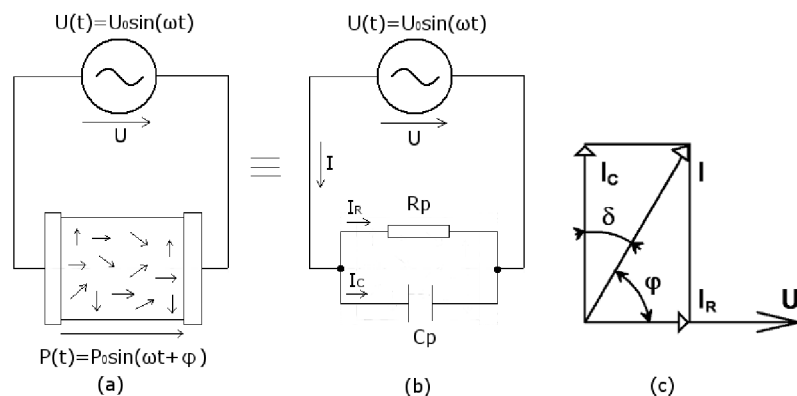 U(t)=U₀sin(ωt)
U
P(t)=P₀sin(ωt+φ)
(a)
U(t)=U₀sin(ωt)
U
I
I_R
Rp
I_C
Cp
(b)
I_C
I
δ
φ
I_R
U
(c)